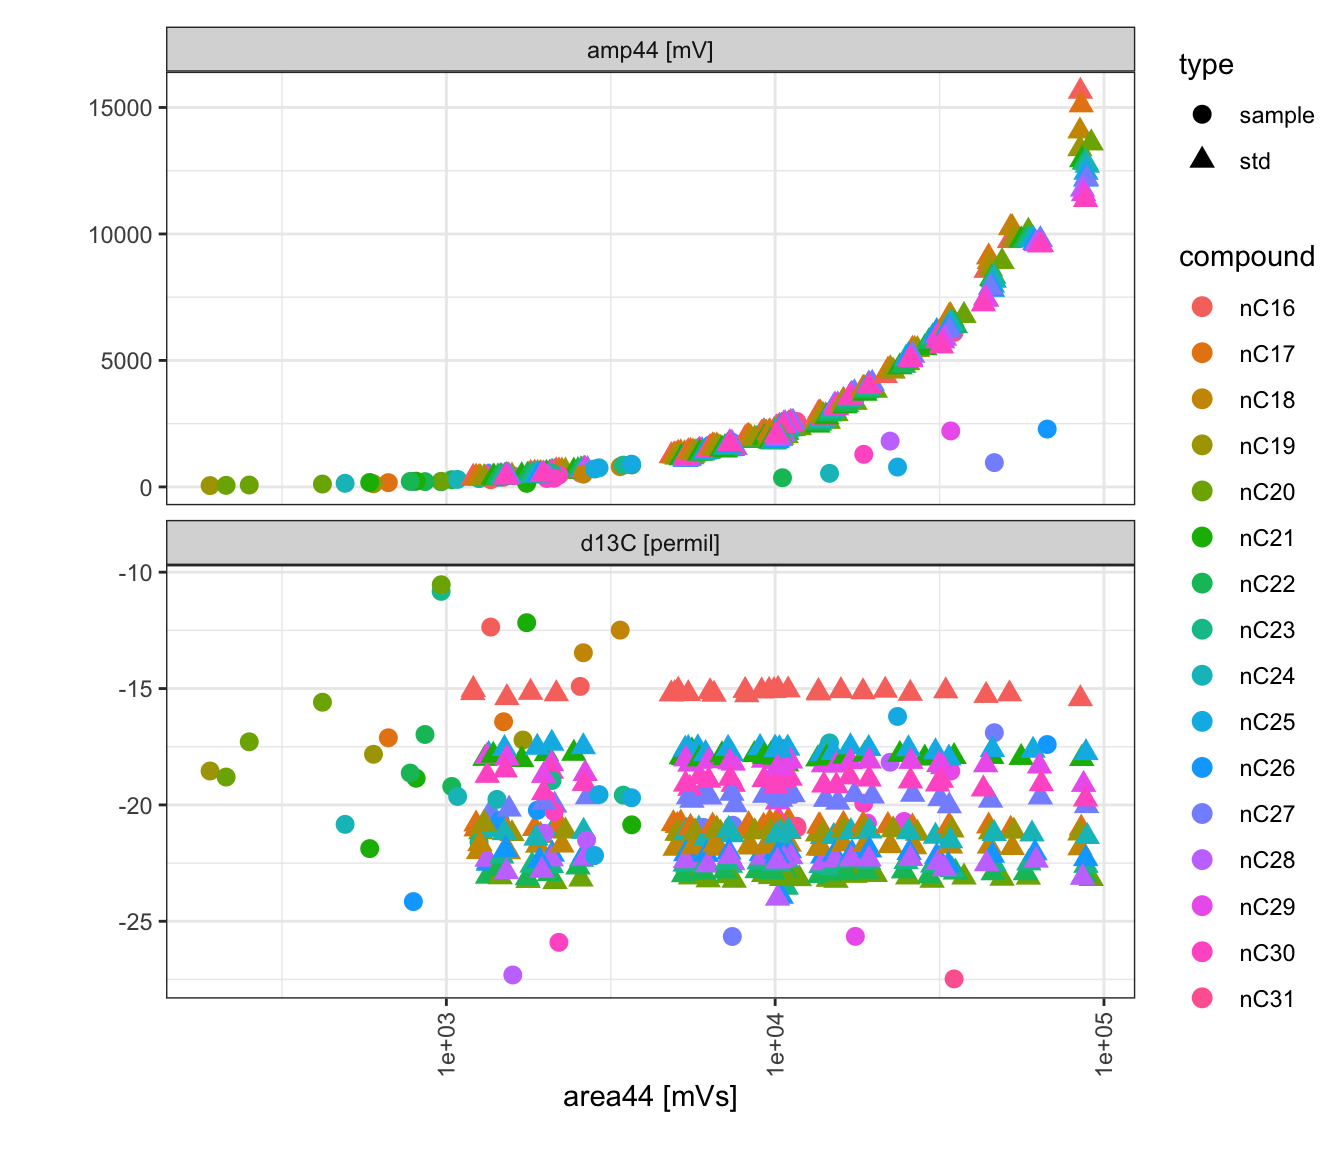 amp44 [mV]
15000
10000
5000
0
d13C [permil]
-10
-15
-20
-25
1e+03
1e+04
1e+05
area44 [mVs]
type
sample
std
compound
nC16
nC17
nC18
nC19
nC20
nC21
nC22
nC23
nC24
nC25
nC26
nC27
nC28
nC29
nC30
nC31